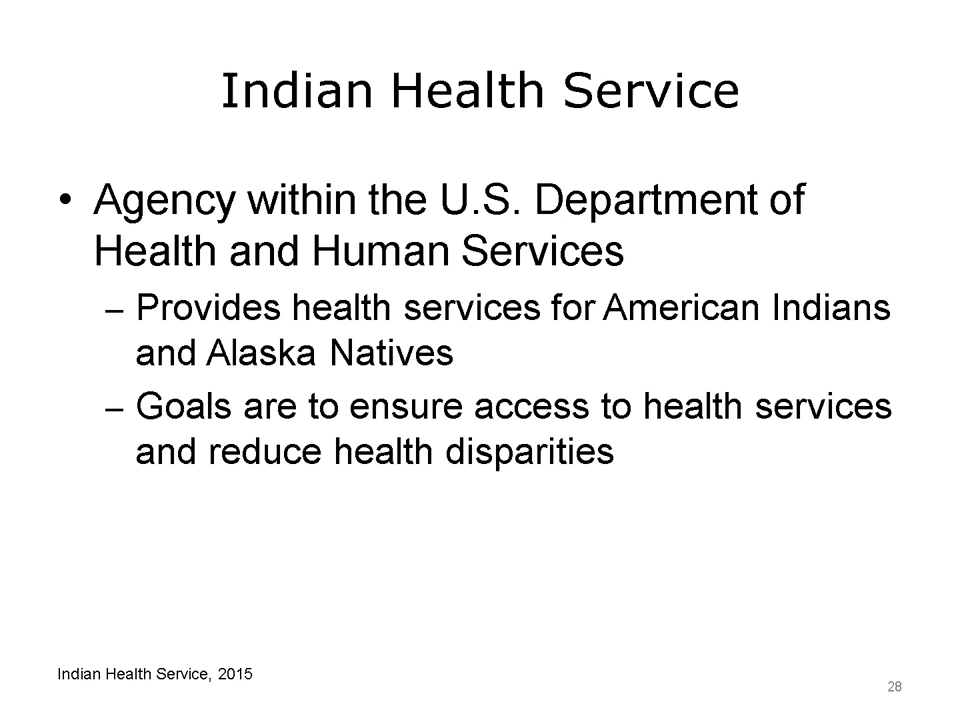 Indian Health Service
• Agency within the U.S. Department of
Health and Human Services
– Provides health services for American Indians
and Alaska Natives
– Goals are to ensure access to health services
and reduce health disparities
Indian Health Service, 2015
28